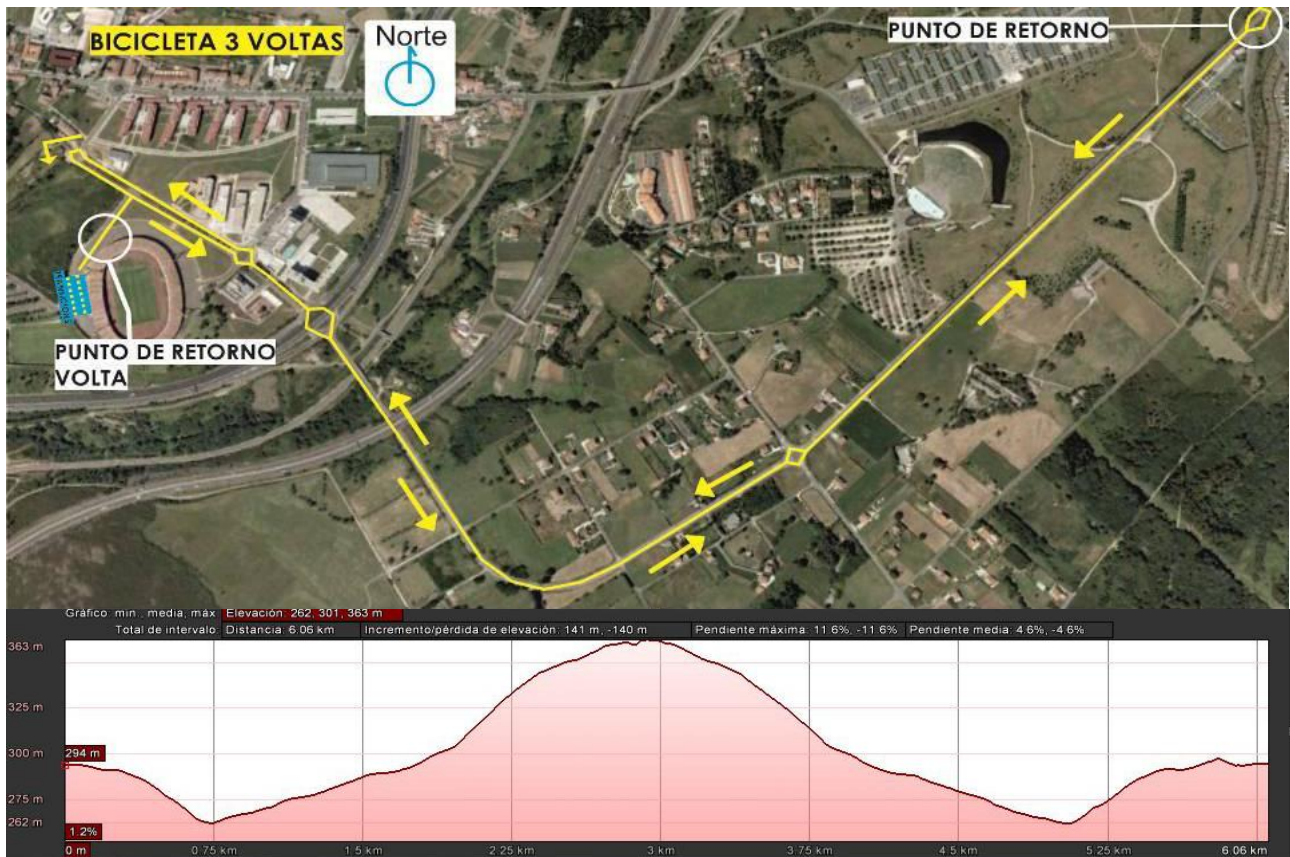 BICICLETA 3 VOLTAS
Norte
PUNTO DE RETORNO
PUNTO DE RETORNO
VOLTA
Gráfico: min., media, máx Elevación: 262, 301, 363 m
Total de intervalo: Distancia: 6.06 km Incremento/pérdida de elevación: 141 m, -140 m Pendiente máxima: 11.6%, -11.6% Pendiente media: 4.6%, -4.6%
363 m
325 m
300 m
294 m
275 m
262 m
1.2%
0 m 0.75 km 1.5 km 2.25 km 3 km 3.75 km 4.5 km 5.25 km 6.06 km